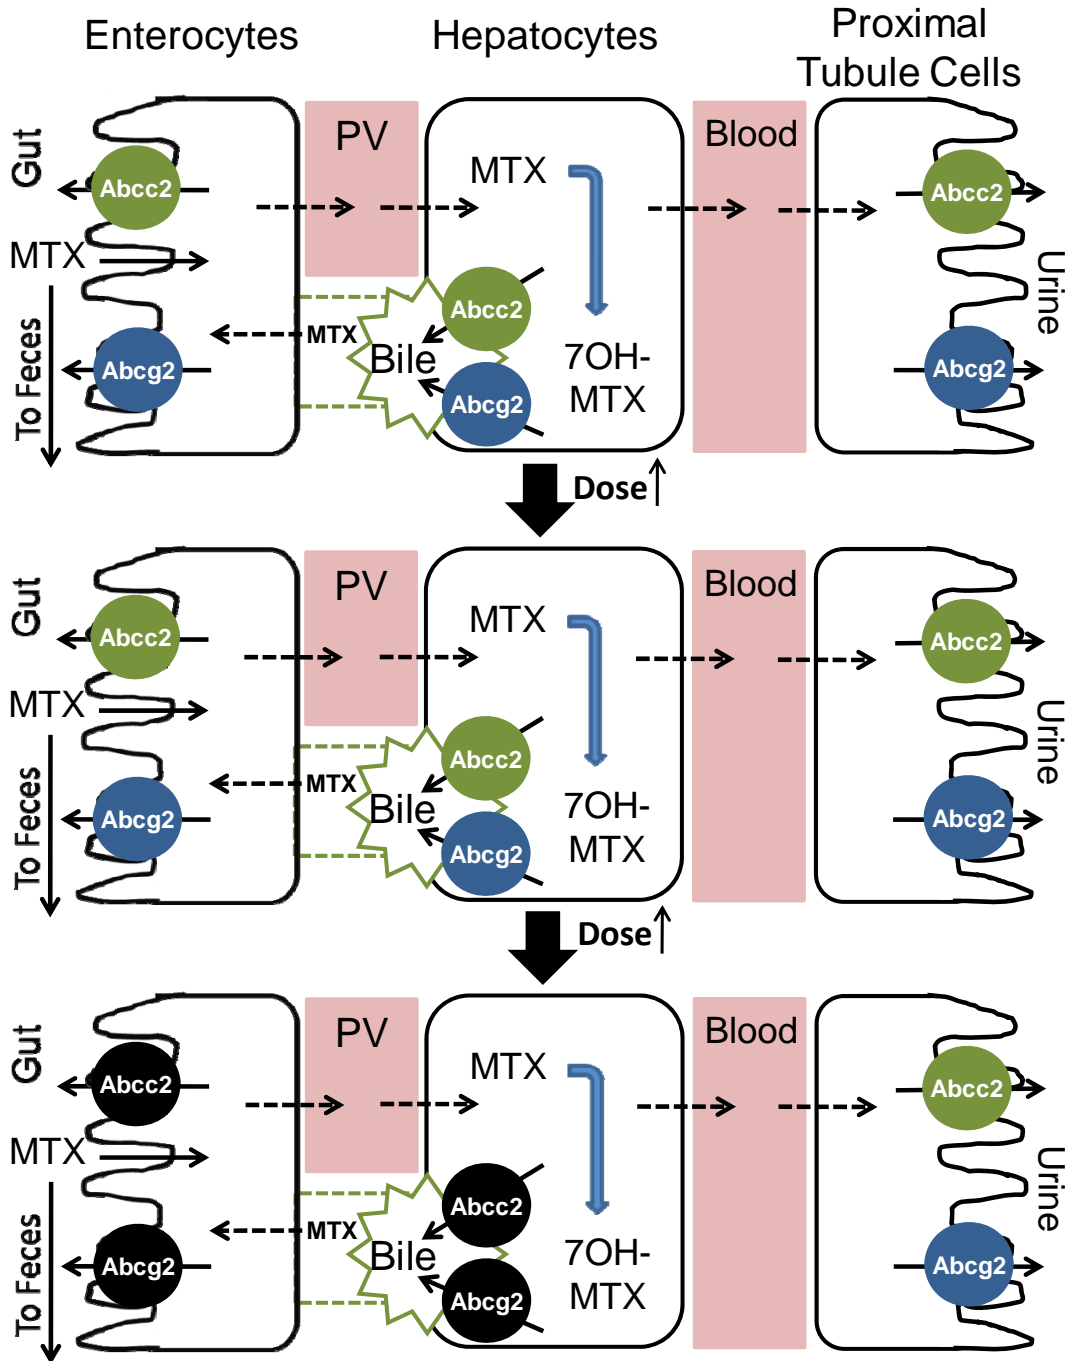 Enterocytes
Hepatocytes
Proximal
Tubule Cells
Gut
Abcc2
MTX
To Feces
Abcg2
PV
MTX
Bile
MTX
Abcc2
Abcg2
7OH-
MTX
Blood
Abcc2
Abcg2
Urine
Dose↑
Gut
Abcc2
MTX
To Feces
Abcg2
PV
MTX
Bile
MTX
Abcc2
Abcg2
7OH-
MTX
Blood
Abcc2
Abcg2
Urine
Dose↑
Gut
Abcc2
MTX
To Feces
Abcg2
PV
MTX
Bile
MTX
Abcc2
Abcg2
7OH-
MTX
Blood
Abcc2
Abcg2
Urine